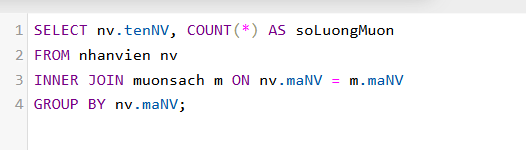 1 SELECT nv.tenNV, COUNT(*) AS soLuongMuon
2 FROM nhanvien nv
3 INNER JOIN muonsach m ON nv.maNV = m.maNV
4 GROUP BY nv.maNV;